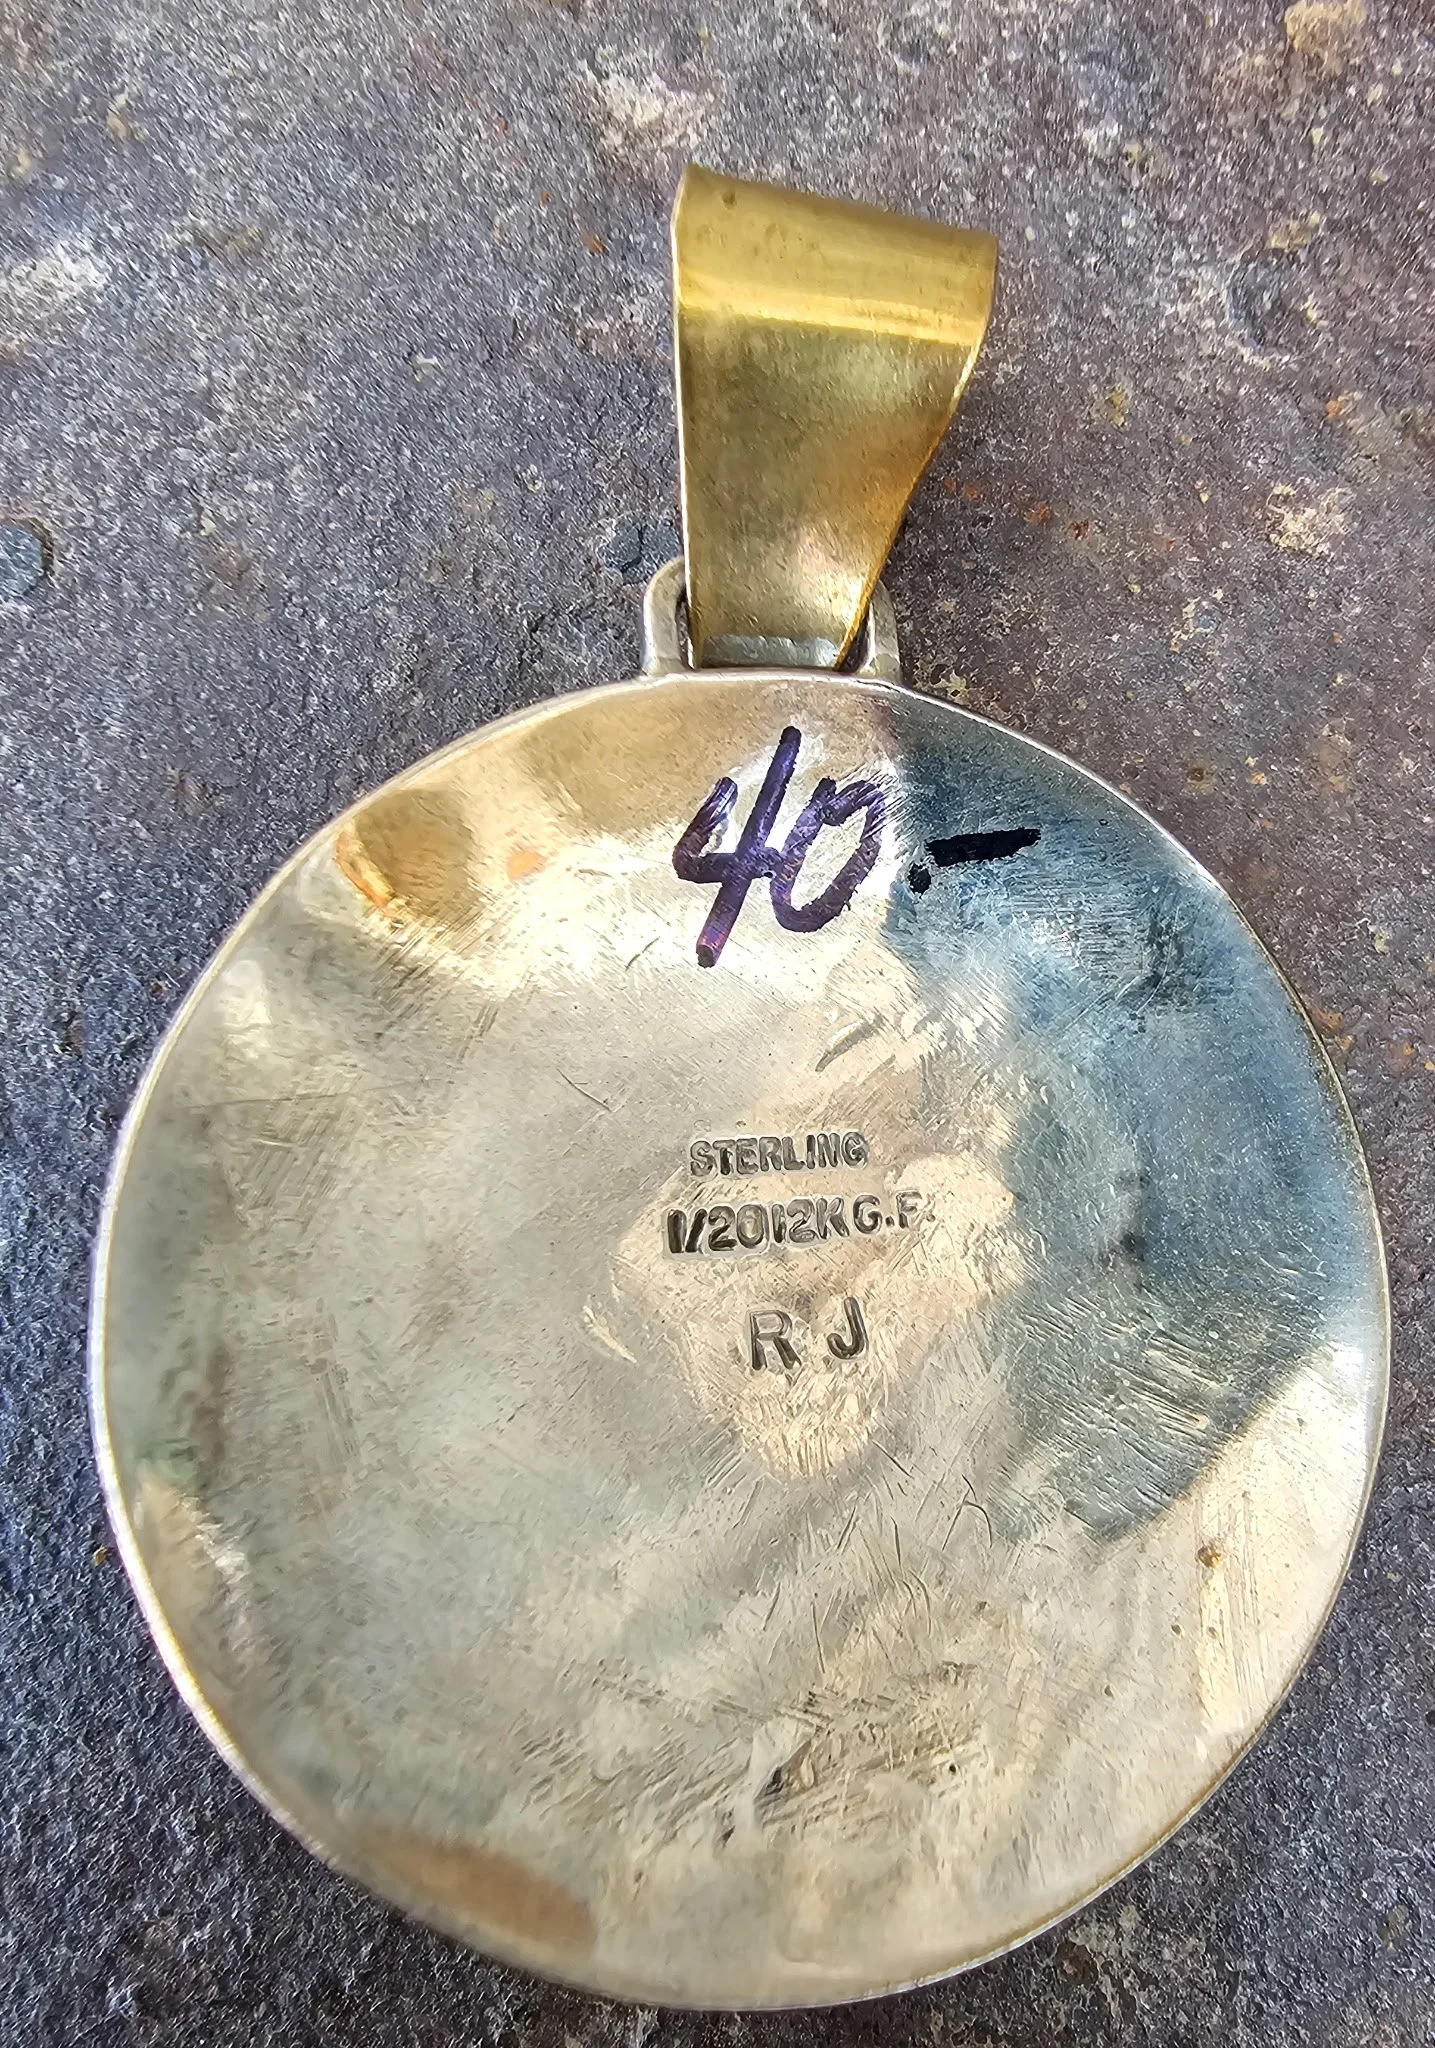 40.-
STERLING
1/20 12K G.F.
R J